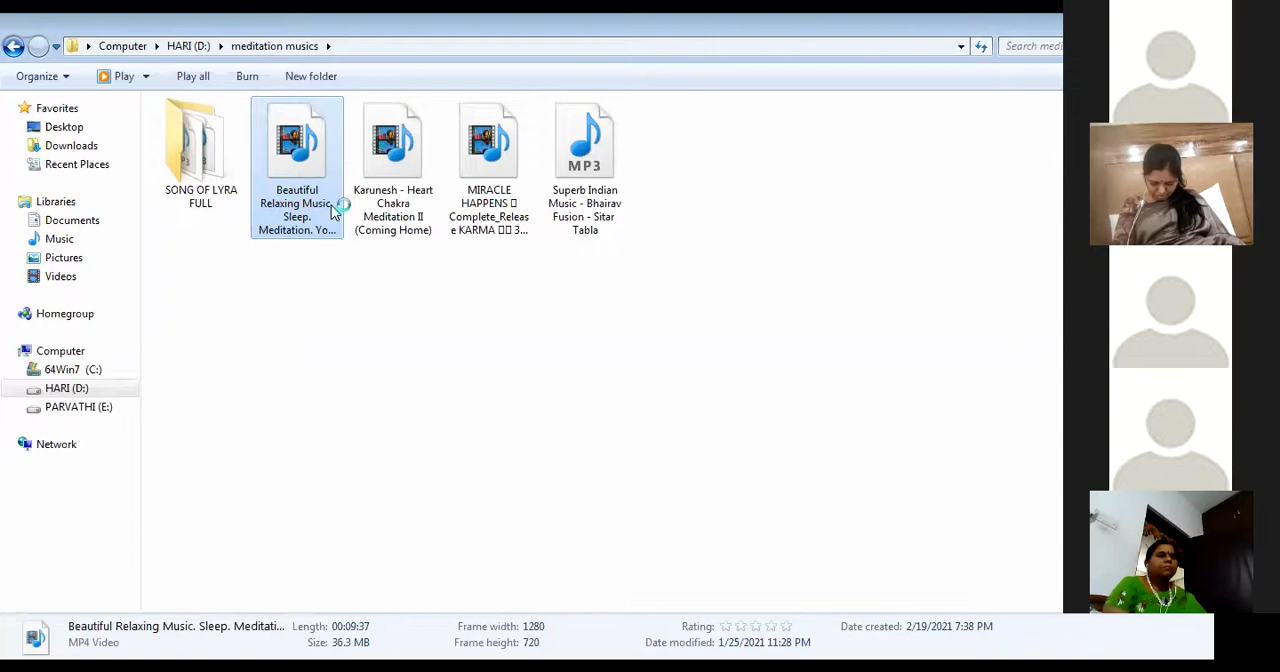 Computer HARI (D:) meditation musics
Search medi
Organize Play Play all Burn New folder
Favorites
Desktop
Downloads
Recent Places
Libraries
Documents
Music
Pictures
Videos
Homegroup
Computer
64Win7 (C:)
HARI (D:)
PARVATHI (E:)
Network
SONG OF LYRA
FULL
Beautiful
Relaxing Music.
Sleep.
Meditation. Yo...
Karunesh - Heart
Chakra
Meditation II
(Coming Home)
MIRACLE
HAPPENS
Complete_Releas
e KARMA 3...
MP3
Superb Indian
Music - Bhairav
Fusion - Sitar
Tabla
Beautiful Relaxing Music. Sleep. Meditati...
MP4 Video
Length: 00:09:37
Size: 36.3 MB
Frame width: 1280
Frame height: 720
Rating:
Date modified: 1/25/2021 11:28 PM
Date created: 2/19/2021 7:38 PM